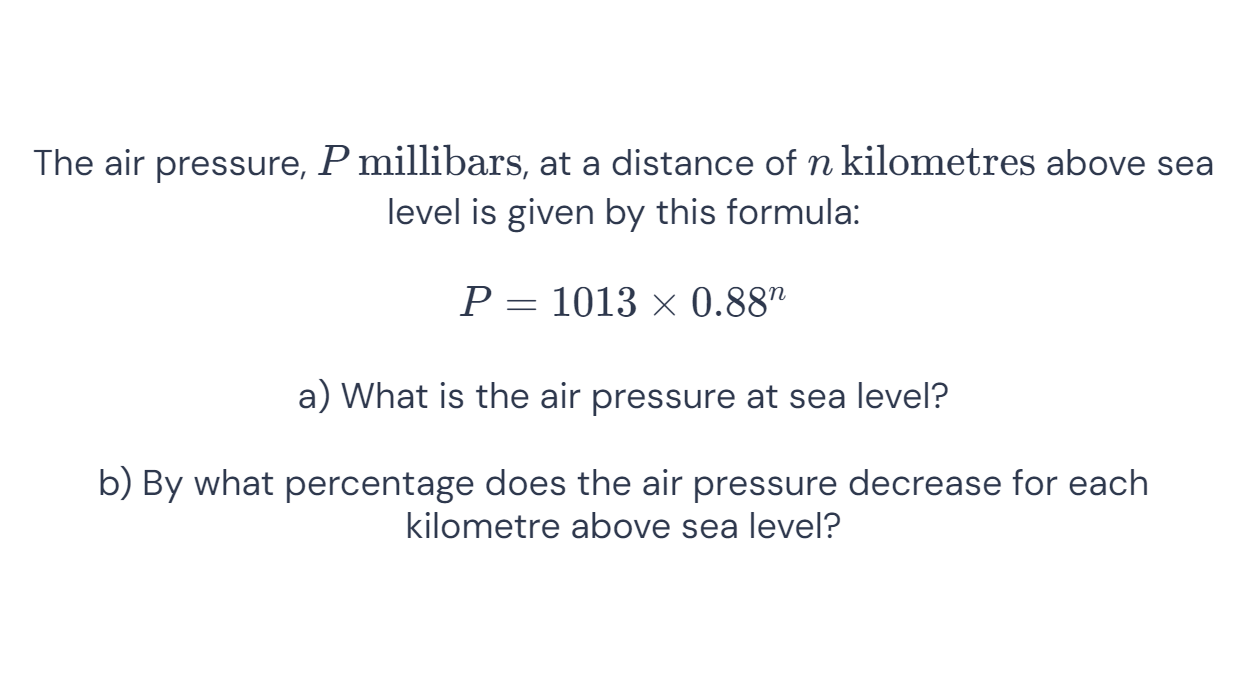 The air pressure, P millibars, at a distance of n kilometres above sea
level is given by this formula:
P = 1013 × 0.88ⁿ
a) What is the air pressure at sea level?
b) By what percentage does the air pressure decrease for each
kilometre above sea level?